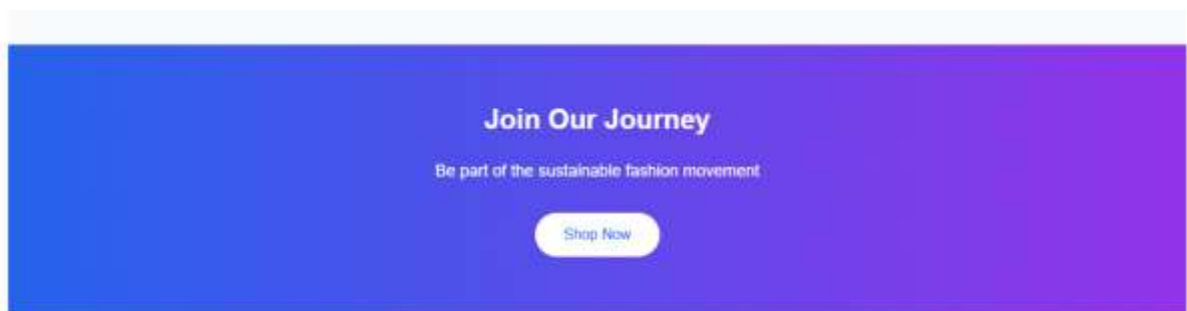 Join Our Journey
Be part of the sustainable fashion movement
Shop Now